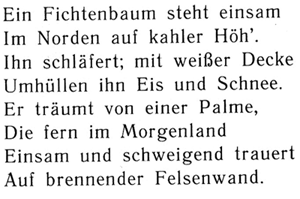 Ein Fichtenbaum steht einsam
Im Norden auf kahler Höh'.
Ihn schläfert; mit weißer Decke
Umhüllen ihn Eis und Schnee.
Er träumt von einer Palme,
Die fern im Morgenland
Einsam und schweigend trauert
Auf brennender Felsenwand.